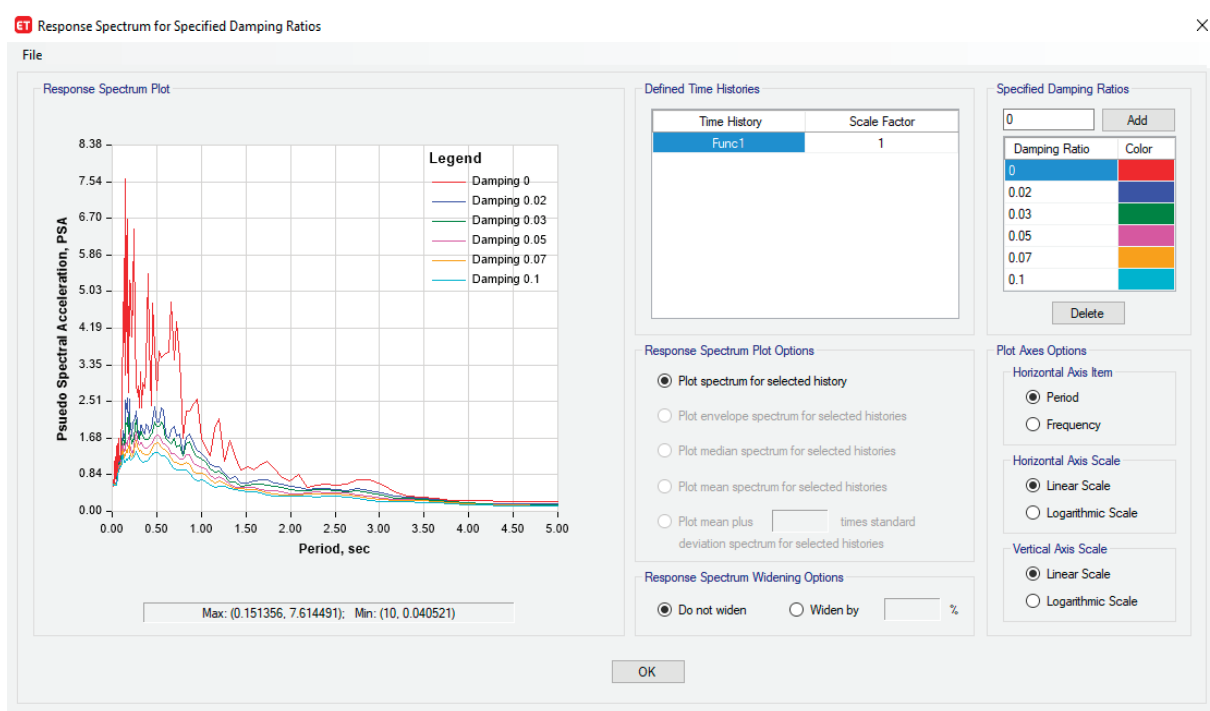 ET Response Spectrum for Specified Damping Ratios
File
Response Spectrum Plot
8.38
7.54
6.70
5.86
5.03
4.19
3.35
2.51
1.68
0.84
0.00
Psuedo Spectral Acceleration, PSA
Legend
Damping 0
Damping 0.02
Damping 0.03
Damping 0.05
Damping 0.07
Damping 0.1
0.00 0.50 1.00 1.50 2.00 2.50 3.00 3.50 4.00 4.50 5.00
Period, sec
Max: (0.151356, 7.614491); Min: (10, 0.040521)
Defined Time Histories
Time History Scale Factor
Func1 1
Response Spectrum Plot Options
Plot spectrum for selected history
Plot envelope spectrum for selected histories
Plot median spectrum for selected histories
Plot mean spectrum for selected histories
Plot mean plus times standard
deviation spectrum for selected histories
Response Spectrum Widening Options
Do not widen Widen by %
Specified Damping Ratios
0 Add
Damping Ratio Color
0
0.02
0.03
0.05
0.07
0.1
Delete
Plot Axes Options
Horizontal Axis Item
Period
Frequency
Horizontal Axis Scale
Linear Scale
Logarithmic Scale
Vertical Axis Scale
Linear Scale
Logarithmic Scale
OK